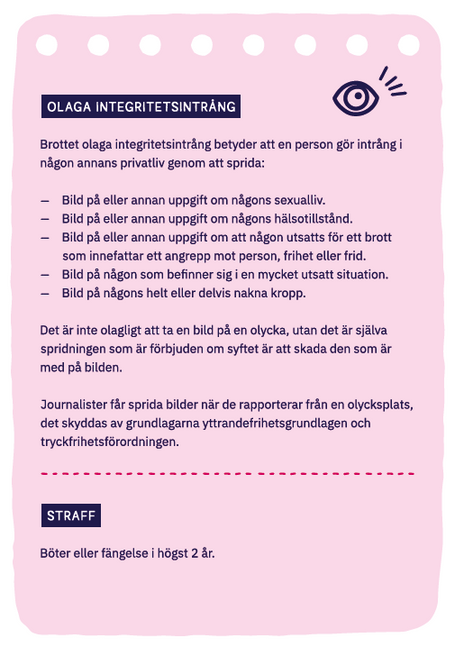 OLAGA INTEGRITETSINTRÅNG
Brottet olaga integritetsintrång betyder att en person gör intrång i
någon annans privatliv genom att sprida:
– Bild på eller annan uppgift om någons sexualliv.
– Bild på eller annan uppgift om någons hälsotillstånd.
– Bild på eller annan uppgift om att någon utsatts för ett brott
som innefattar ett angrepp mot person, frihet eller frid.
– Bild på någon som befinner sig i en mycket utsatt situation.
– Bild på någons helt eller delvis nakna kropp.
Det är inte olagligt att ta en bild på en olycka, utan det är själva
spridningen som är förbjuden om syftet är att skada den som är
med på bilden.
Journalister får sprida bilder när de rapporterar från en olycksplats,
det skyddas av grundlagarna yttrandefrihetsgrundlagen och
tryckfrihetsförordningen.
STRAFF
Böter eller fängelse i högst 2 år.